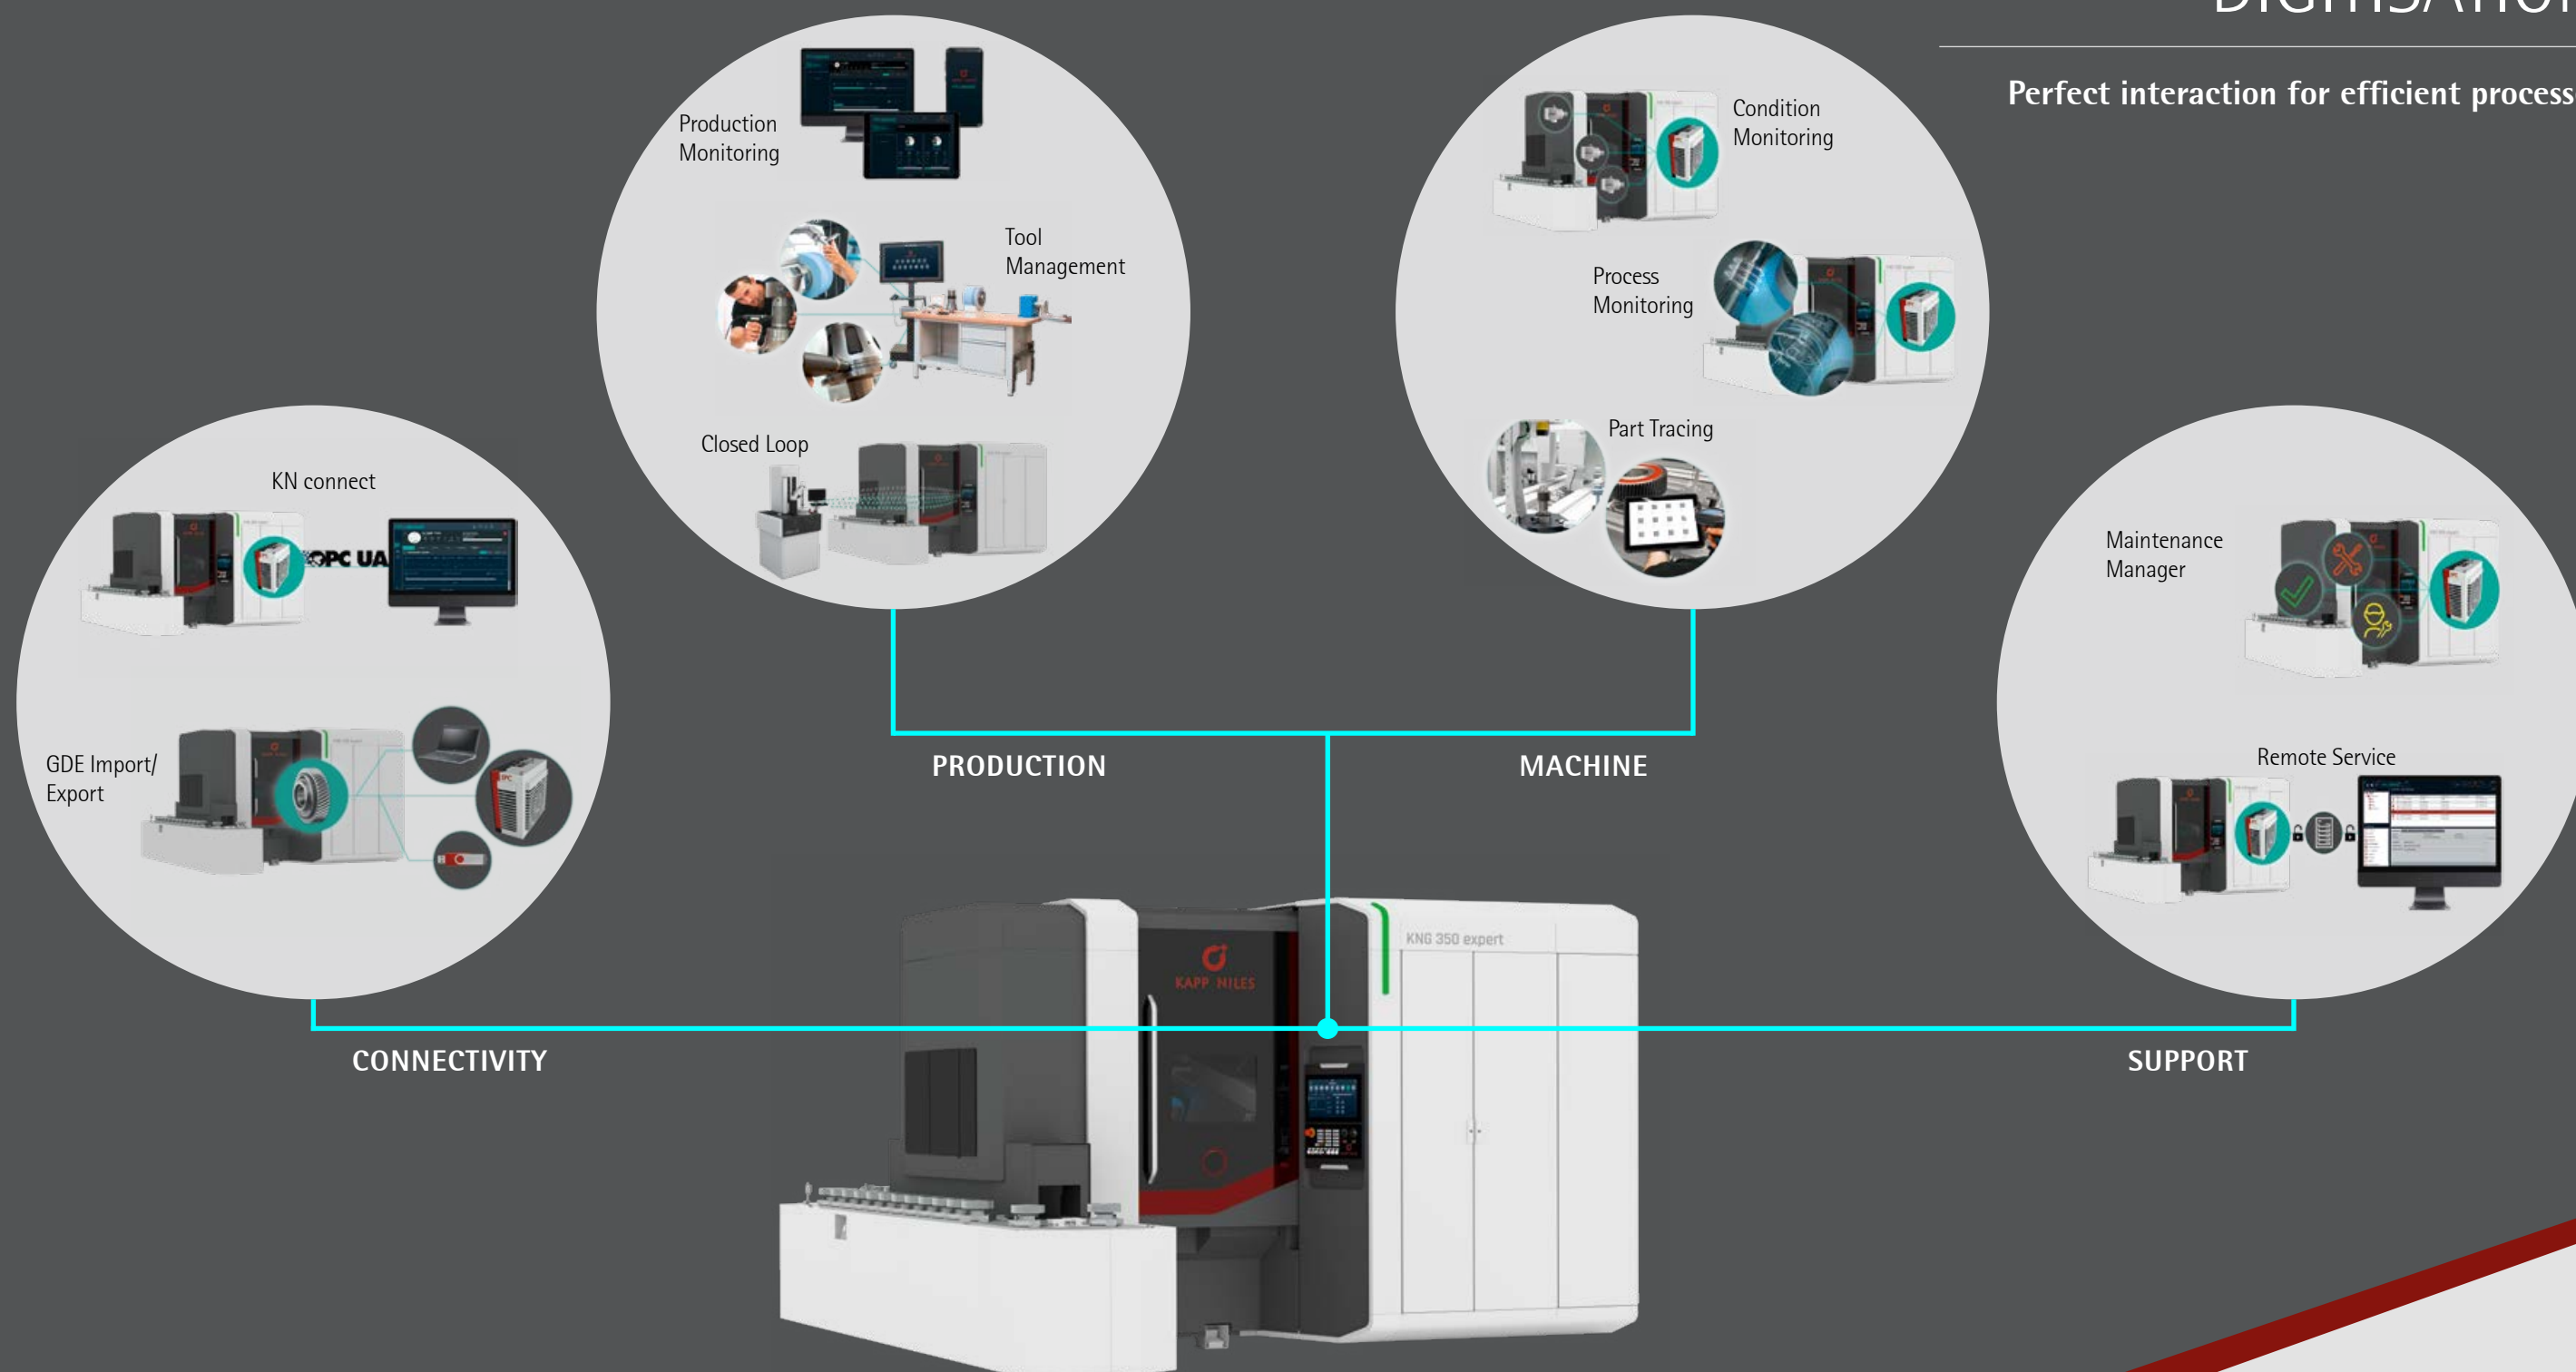 Perfect interaction for efficient process
Production
Monitoring
Tool
Management
Closed Loop
Condition
Monitoring
Process
Monitoring
Part Tracing
KN connect
OPC UA
GDE Import/
Export
IPC
Maintenance
Manager
Remote Service
PRODUCTION
MACHINE
KNG 350 expert
KAPP NILES
CONNECTIVITY
SUPPORT